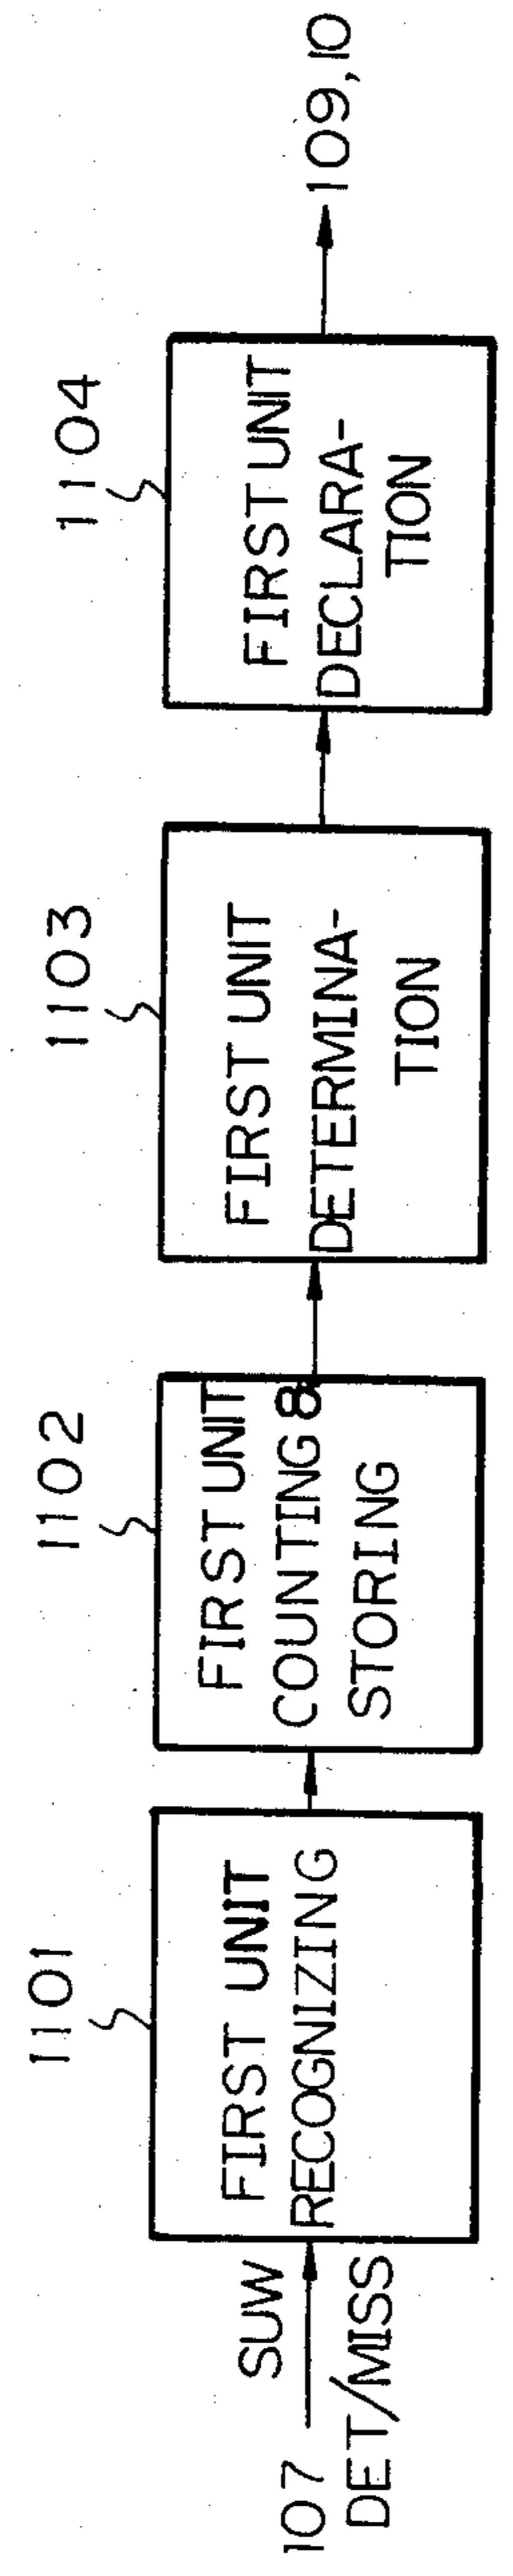 107
SUW
DET/MISS
1101
FIRST UNIT
RECOGNIZING
1102
FIRST UNIT
COUNTING &
STORING
1103
FIRST UNIT
DETERMINA-
TION
1104
FIRST UNIT
DECLARA-
TION
109,10